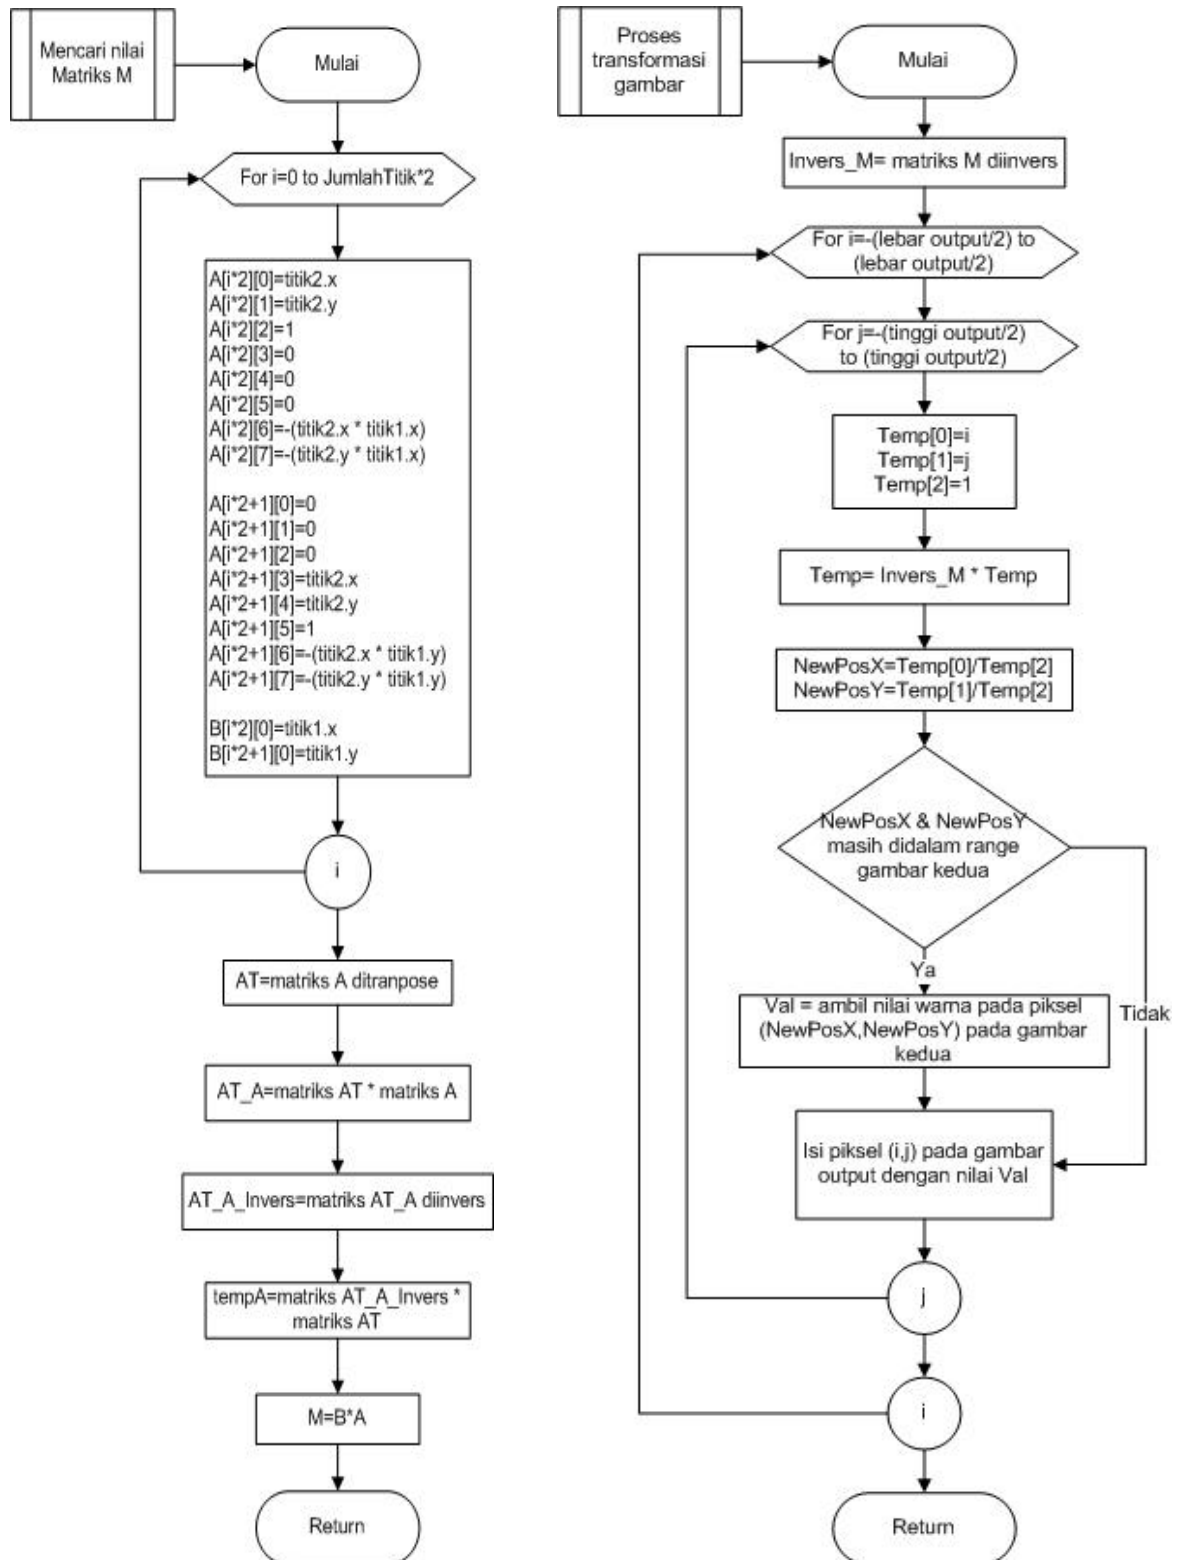 Mencari nilai
Matriks M
Mulai
For i=0 to JumlahTitik*2
A[i*2][0]=titik2.x
A[i*2][1]=titik2.y
A[i*2][2]=1
A[i*2][3]=0
A[i*2][4]=0
A[i*2][5]=0
A[i*2][6]=-(titik2.x * titik1.x)
A[i*2][7]=-(titik2.y * titik1.x)
A[i*2+1][0]=0
A[i*2+1][1]=0
A[i*2+1][2]=0
A[i*2+1][3]=titik2.x
A[i*2+1][4]=titik2.y
A[i*2+1][5]=1
A[i*2+1][6]=-(titik2.x * titik1.y)
A[i*2+1][7]=-(titik2.y * titik1.y)
B[i*2][0]=titik1.x
B[i*2+1][0]=titik1.y
i
AT=matriks A ditranpose
AT_A=matriks AT * matriks A
AT_A_Invers=matriks AT_A diinvers
tempA=matriks AT_A_Invers *
matriks AT
M=B*A
Return
Proses
transformasi
gambar
Mulai
Invers_M= matriks M diinvers
For i=-(lebar output/2) to
(lebar output/2)
For j=-(tinggi output/2)
to (tinggi output/2)
Temp[0]=i
Temp[1]=j
Temp[2]=1
Temp= Invers_M * Temp
NewPosX=Temp[0]/Temp[2]
NewPosY=Temp[1]/Temp[2]
NewPosX & NewPosY
masih didalam range
gambar kedua
Ya
Tidak
Val = ambil nilai warna pada piksel
(NewPosX,NewPosY) pada gambar
kedua
Isi piksel (i,j) pada gambar
output dengan nilai Val
j
i
Return